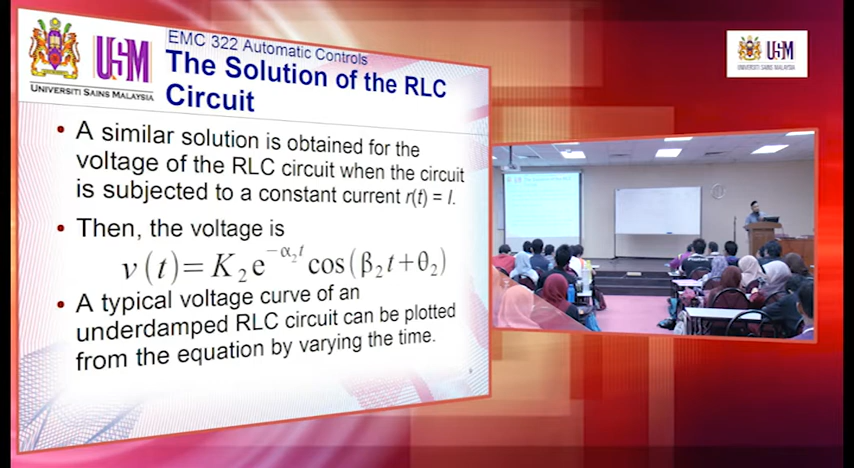 EMC 322 Automatic Controls
The Solution of the RLC
Circuit
USM
UNIVERSITI SAINS MALAYSIA
• A similar solution is obtained for the
voltage of the RLC circuit when the circuit
is subjected to a constant current r(t) = I.
• Then, the voltage is
v(t)=K₂e^(−α₂t) cos(β₂t+θ₂)
• A typical voltage curve of an
underdamped RLC circuit can be plotted
from the equation by varying the time.
USM
UNIVERSITI SAINS MALAYSIA